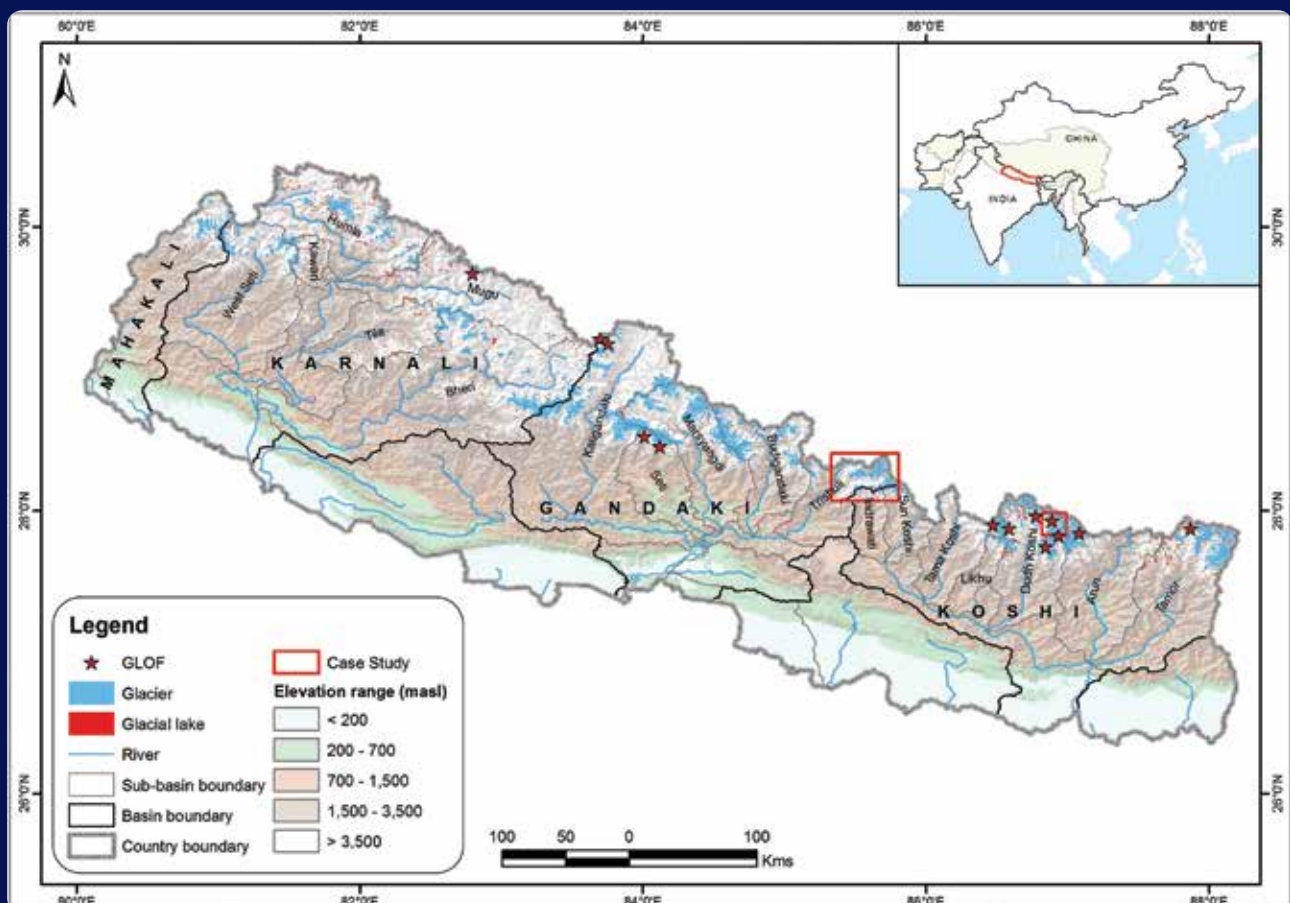 80°0'E 82°0'E 84°0'E 86°0'E 88°0'E
N
CHINA
INDIA
30°0'N 30°0'N
28°0'N 28°0'N
26°0'N 26°0'N
MAHAKALI
West Seti
Humla
Kawari
Mugu
Tila
KARNALI
Bheri
Kaligandaki
Seti
Marsyangdi
Budigandaki
Trishuli
GANDAKI
Indrawati
Sun Koshi
Tama Koshi
Likhu
Dudh Koshi
Arun
Tamor
KOSHI
Legend
GLOF
Glacier
Glacial lake
River
Sub-basin boundary
Basin boundary
Country boundary
Case Study
Elevation range (masl)
< 200
200 - 700
700 - 1,500
1,500 - 3,500
> 3,500
100 50 0 100
Kms
80°0'E 82°0'E 84°0'E 86°0'E 88°0'E